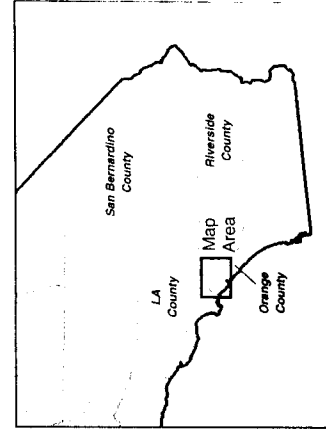 San Bernardino
County
Riverside
County
LA
County
Map
Area
Orange
County